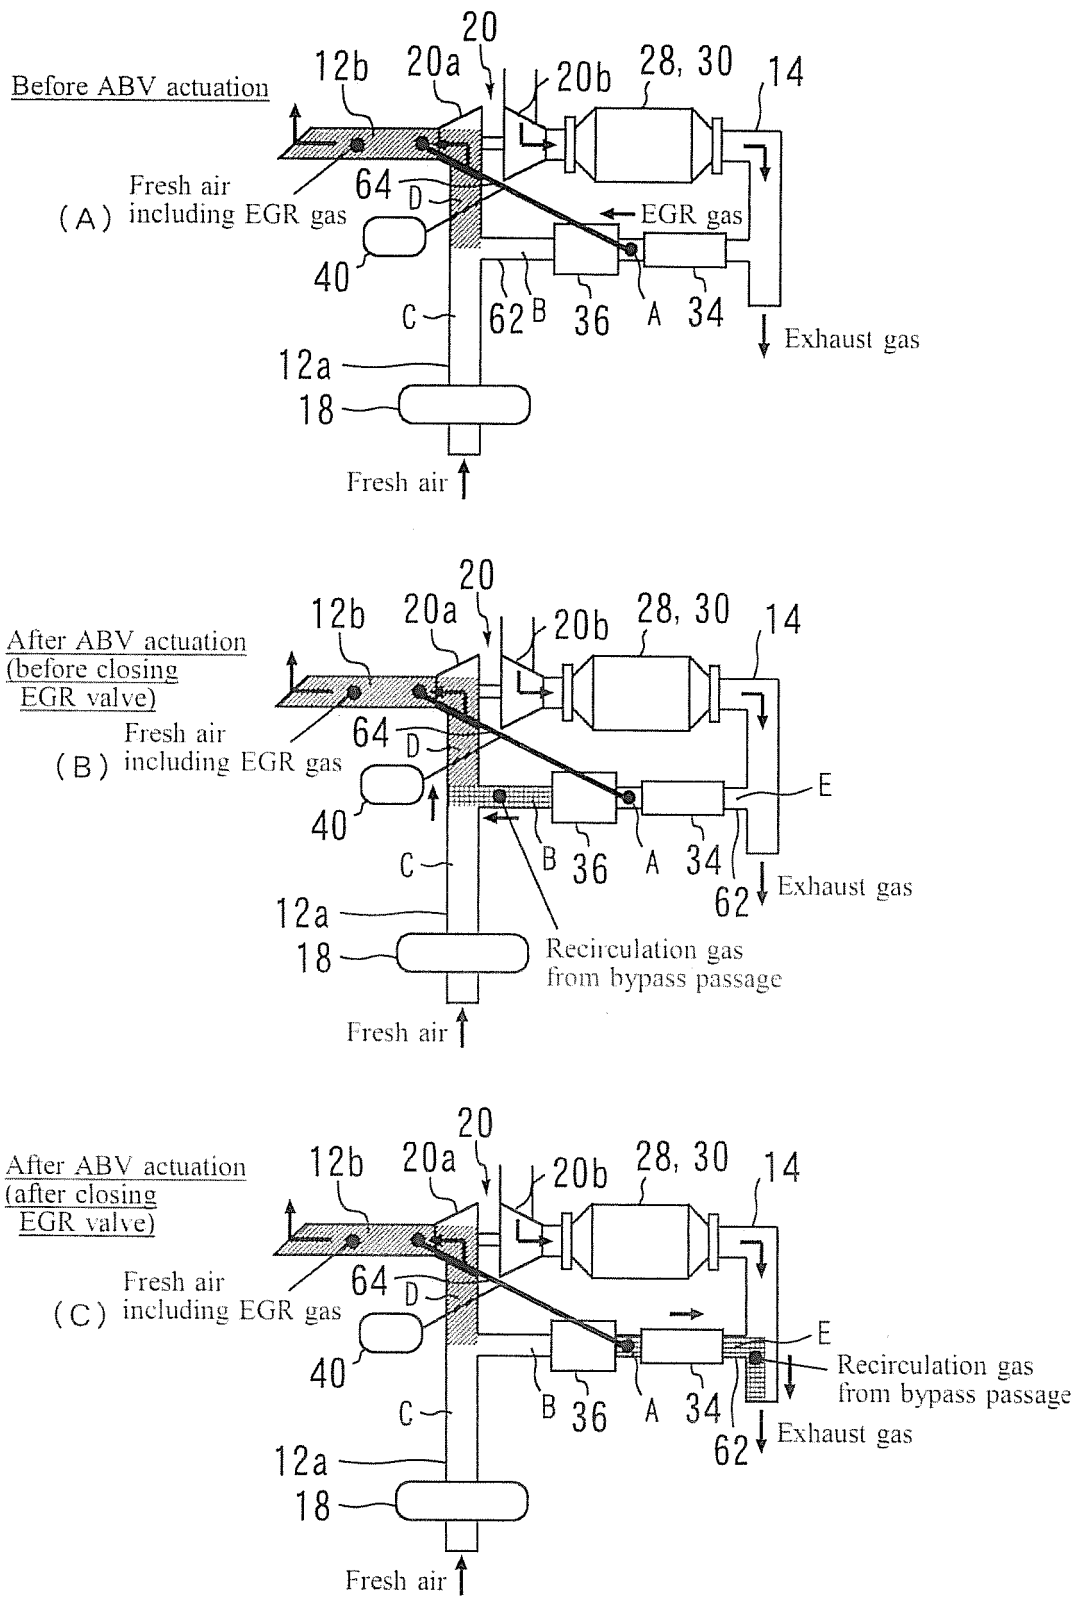 20
12b
20a
20b
28, 30
14
Before ABV actuation
Fresh air
including EGR gas
(A)
64
D
EGR gas
40
C
62
B
36
A
34
Exhaust gas
12a
18
Fresh air
20
12b
20a
20b
28, 30
14
After ABV actuation
(before closing
EGR valve)
Fresh air
including EGR gas
(B)
64
D
E
40
B
36
A
34
62
C
Exhaust gas
12a
18
Recirculation gas
from bypass passage
Fresh air
20
12b
20a
20b
28, 30
14
After ABV actuation
(after closing
EGR valve)
Fresh air
including EGR gas
(C)
64
D
E
Recirculation gas
from bypass passage
40
C
B
36
A
34
62
Exhaust gas
12a
18
Fresh air